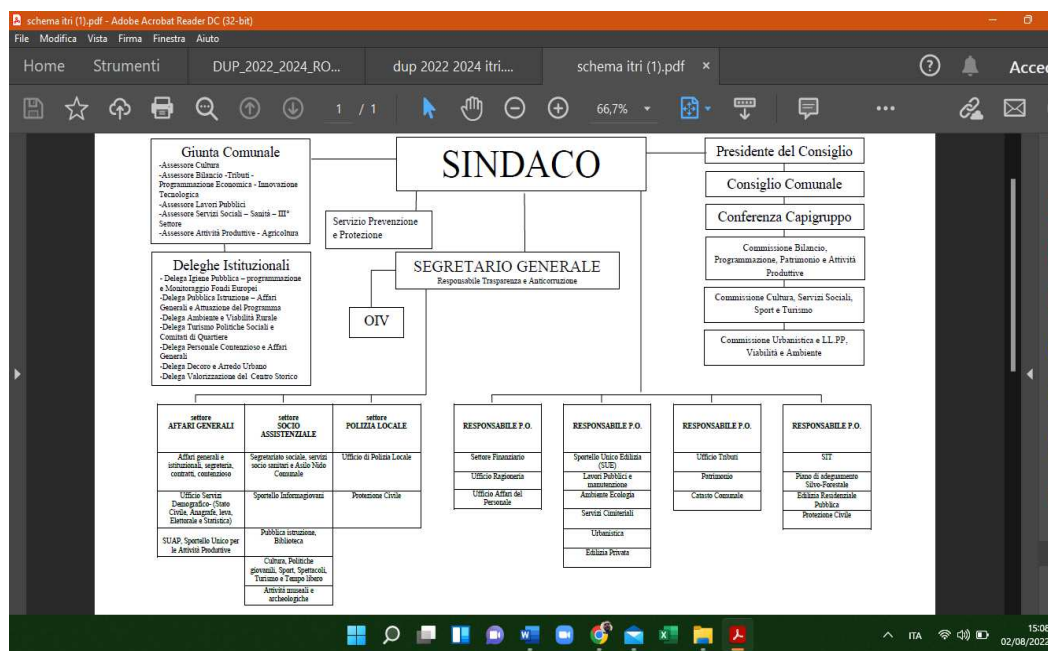 schema itri (1).pdf - Adobe Acrobat Reader DC (32-bit)
File Modifica Vista Firma Finestra Aiuto
Home Strumenti DUP_2022_2024_RO... dup 2022 2024 itri.... schema itri (1).pdf × Acced
1 / 1 66,7%
Giunta Comunale
-Assessore Cultura
-Assessore Bilancio -Tributi -
Programmazione Economica - Innovazione
Tecnologica
-Assessore Lavori Pubblici
-Assessore Servizi Sociali – Sanità – III°
Settore
-Assessore Attività Produttive - Agricoltura
SINDACO
Presidente del Consiglio
Consiglio Comunale
Conferenza Capigruppo
Commissione Bilancio,
Programmazione, Patrimonio e Attività
Produttive
Commissione Cultura, Servizi Sociali,
Sport e Turismo
Commissione Urbanistica e LL.PP,
Viabilità e Ambiente
Servizio Prevenzione
e Protezione
Deleghe Istituzionali
- Delega Igiene Pubblica – programmazione
e Monitoraggio Fondi Europei
-Delega Pubblica Istruzione – Affari
Generali e Attuazione del Programma
-Delega Ambiente e Viabilità Rurale
-Delega Turismo Politiche Sociali e
Comitati di Quartiere
-Delega Personale Contenzioso e Affari
Generali
-Delega Decoro e Arredo Urbano
-Delega Valorizzazione del Centro Storico
SEGRETARIO GENERALE
Responsabile Trasparenza e Anticorruzione
OIV
settore
AFFARI GENERALI
Affari generali e
istituzionali, segreteria,
contratti, contenzioso
Ufficio Servizi
Demografico- (Stato
Civile, Anagrafe, leva,
Elettorale e Statistica)
SUAP, Sportello Unico per
le Attività Produttive
settore
SOCIO
ASSISTENZIALE
Segretariato sociale, servizi
socio sanitari e Asilo Nido
Comunale
Sportello Informagiovani
Pubblica istruzione,
Biblioteca
Cultura, Politiche
giovanili, Sport, Spettacoli,
Turismo e Tempo libero
Attività museali e
archeologiche
settore
POLIZIA LOCALE
Ufficio di Polizia Locale
Protezione Civile
RESPONSABILE P.O.
Settore Finanziario
Ufficio Ragioneria
Ufficio Affari del
Personale
RESPONSABILE P.O.
Sportello Unico Edilizia
(SUE)
Lavori Pubblici e
manutenzione
Ambiente Ecologia
Servizi Cimiteriali
Urbanistica
Edilizia Privata
RESPONSABILE P.O.
Ufficio Tributi
Patrimonio
Catasto Comunale
RESPONSABILE P.O.
SIT
Piano di adeguamento
Silvo-Forestale
Edilizia Residenziale
Pubblica
Protezione Civile
ITA
15:08
02/08/2022